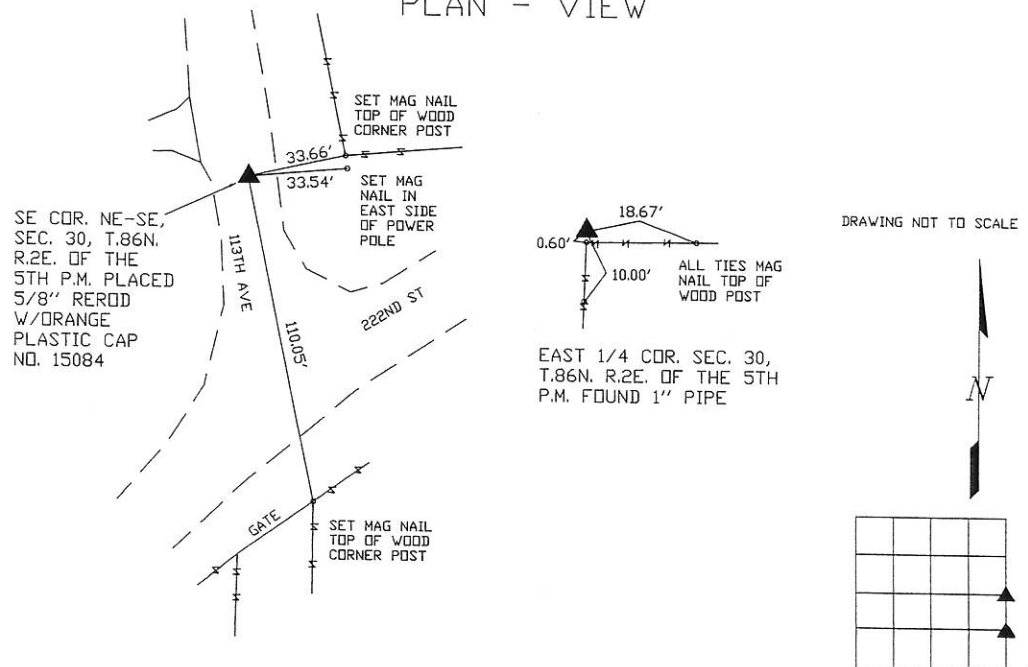 PLAN - VIEW
SET MAG NAIL
TOP OF WOOD
CORNER POST
33.66'
33.54'
SET MAG
NAIL IN
EAST SIDE
OF POWER
POLE
SE COR. NE-SE,
SEC. 30, T.86N.
R.2E. OF THE
5TH P.M. PLACED
5/8" REROD
W/ORANGE
PLASTIC CAP
NO. 15084
113TH AVE
110.05'
222ND ST
GATE
SET MAG NAIL
TOP OF WOOD
CORNER POST
18.67'
0.60'
10.00'
ALL TIES MAG
NAIL TOP OF
WOOD POST
EAST 1/4 COR. SEC. 30,
T.86N. R.2E. OF THE 5TH
P.M. FOUND 1" PIPE
DRAWING NOT TO SCALE
N